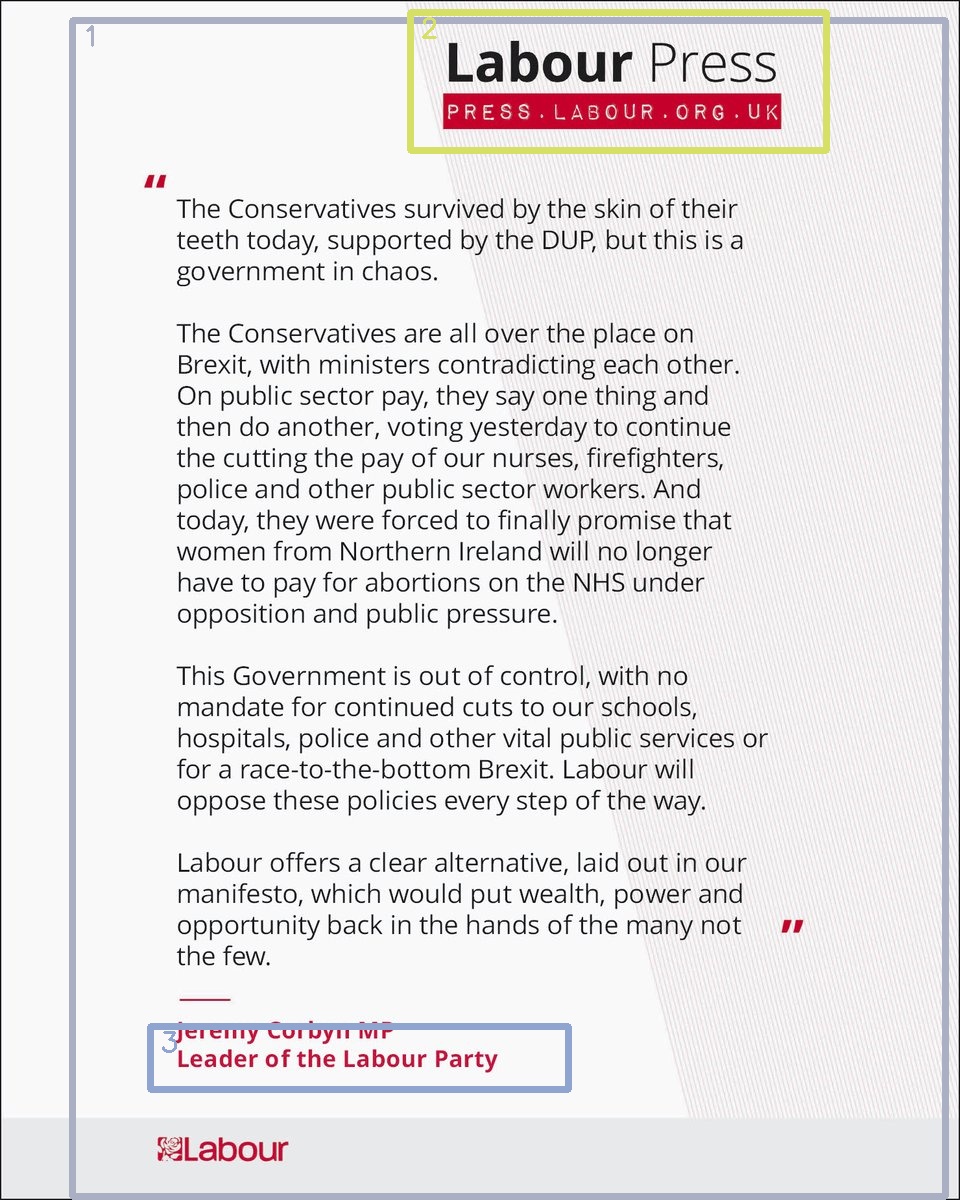 Labour Press
PRESS.LABOUR.ORG.UK
“
The Conservatives survived by the skin of their
teeth today, supported by the DUP, but this is a
government in chaos.
The Conservatives are all over the place on
Brexit, with ministers contradicting each other.
On public sector pay, they say one thing and
then do another, voting yesterday to continue
the cutting the pay of our nurses, firefighters,
police and other public sector workers. And
today, they were forced to finally promise that
women from Northern Ireland will no longer
have to pay for abortions on the NHS under
opposition and public pressure.
This Government is out of control, with no
mandate for continued cuts to our schools,
hospitals, police and other vital public services or
for a race-to-the-bottom Brexit. Labour will
oppose these policies every step of the way.
Labour offers a clear alternative, laid out in our
manifesto, which would put wealth, power and
opportunity back in the hands of the many not
the few.
”
Jeremy Corbyn MP
Leader of the Labour Party
Labour
1
2
3